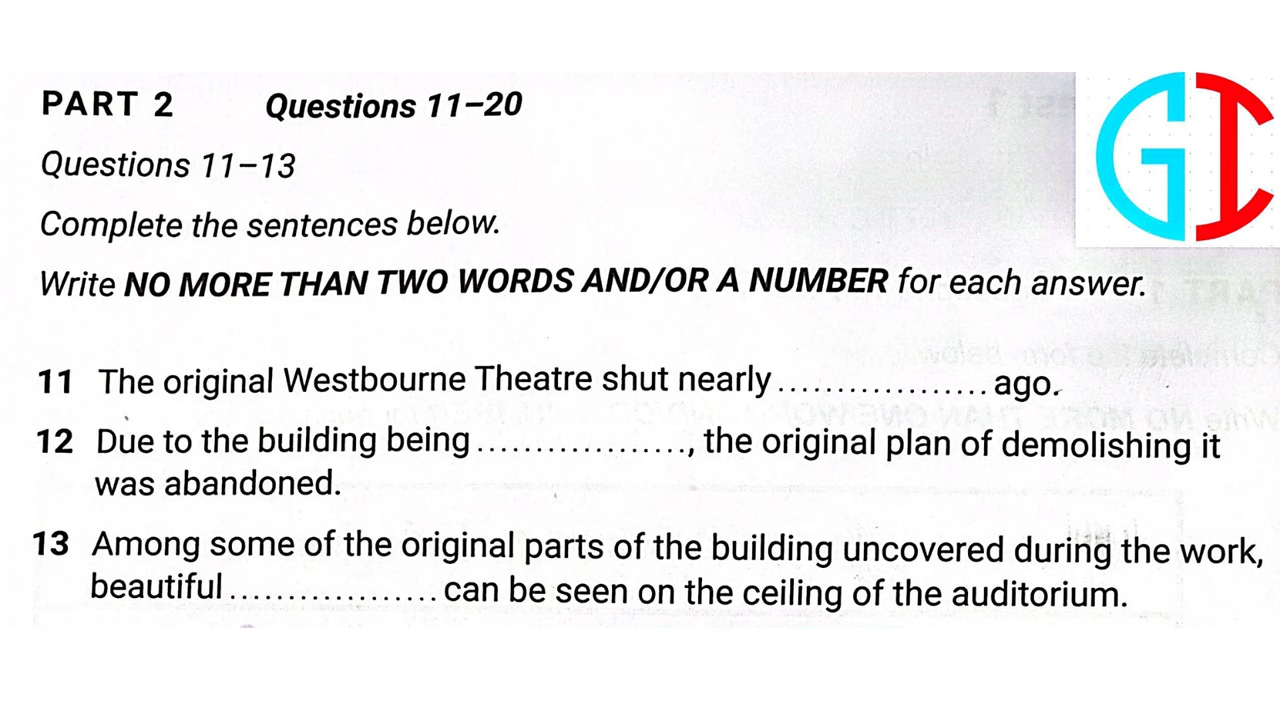 PART 2 Questions 11–20
Questions 11–13
Complete the sentences below.
Write NO MORE THAN TWO WORDS AND/OR A NUMBER for each answer.
11 The original Westbourne Theatre shut nearly .................. ago.
12 Due to the building being .................., the original plan of demolishing it
was abandoned.
13 Among some of the original parts of the building uncovered during the work,
beautiful .................. can be seen on the ceiling of the auditorium.
GI